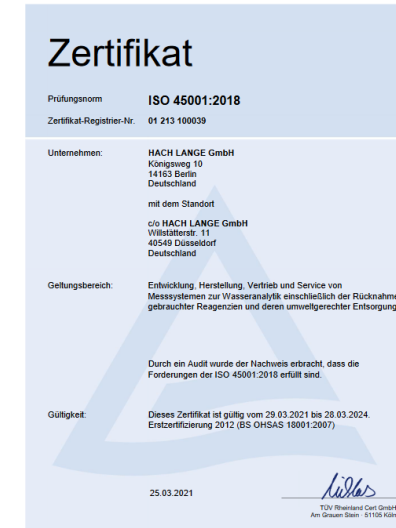 Zertifikat
Prüfungsnorm ISO 45001:2018
Zertifikat-Registrier-Nr. 01 213 100039
Unternehmen: HACH LANGE GmbH
Königsweg 10
14163 Berlin
Deutschland
mit dem Standort
c/o HACH LANGE GmbH
Willstätterstr. 11
40549 Düsseldorf
Deutschland
Geltungsbereich: Entwicklung, Herstellung, Vertrieb und Service von
Messsystemen zur Wasseranalytik einschließlich der Rücknahme
gebrauchter Reagenzien und deren umweltgerechter Entsorgung
Durch ein Audit wurde der Nachweis erbracht, dass die
Forderungen der ISO 45001:2018 erfüllt sind.
Gültigkeit: Dieses Zertifikat ist gültig vom 29.03.2021 bis 28.03.2024.
Erstzertifizierung 2012 (BS OHSAS 18001:2007)
25.03.2021
TÜV Rheinland Cert GmbH
Am Grauen Stein · 51105 Köln